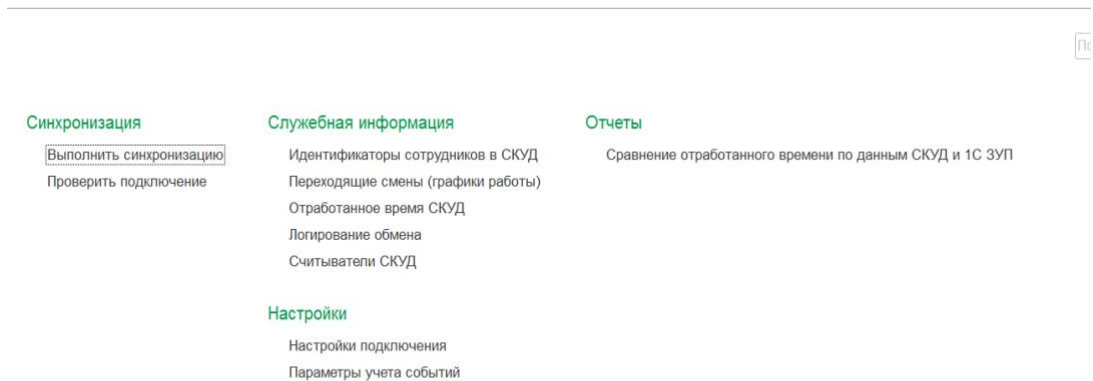 Синхронизация
Выполнить синхронизацию
Проверить подключение
Служебная информация
Идентификаторы сотрудников в СКУД
Переходящие смены (графики работы)
Отработанное время СКУД
Логирование обмена
Считыватели СКУД
Настройки
Настройки подключения
Параметры учета событий
Отчеты
Сравнение отработанного времени по данным СКУД и 1С ЗУП